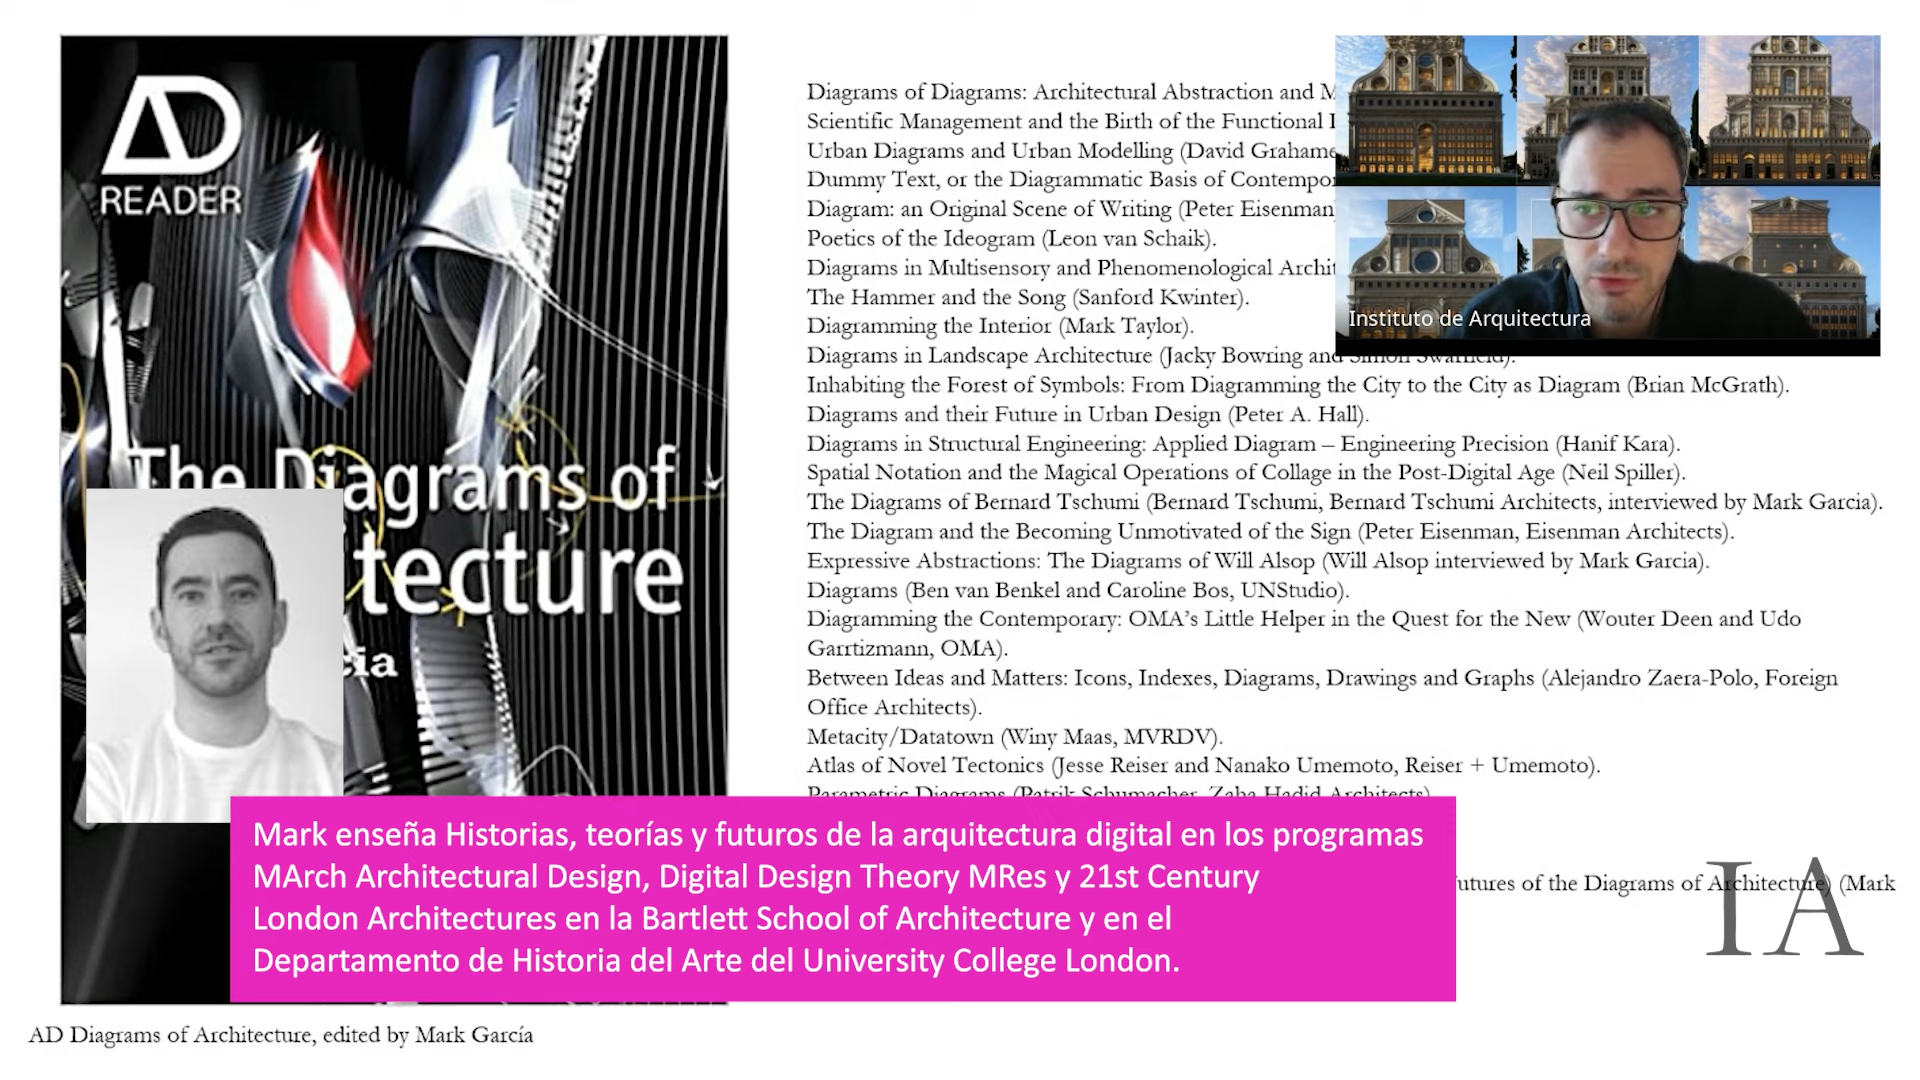 AD
READER
The Diagrams of
tecture
cia
Diagrams of Diagrams: Architectural Abstraction and M
Scientific Management and the Birth of the Functional
Urban Diagrams and Urban Modelling (David Grahame
Dummy Text, or the Diagrammatic Basis of Contempor
Diagram: an Original Scene of Writing (Peter Eisenman
Poetics of the Ideogram (Leon van Schaik).
Diagrams in Multisensory and Phenomenological Archit
The Hammer and the Song (Sanford Kwinter).
Diagramming the Interior (Mark Taylor).
Diagrams in Landscape Architecture (Jacky Bowring and Simon Swaffield).
Inhabiting the Forest of Symbols: From Diagramming the City to the City as Diagram (Brian McGrath).
Diagrams and their Future in Urban Design (Peter A. Hall).
Diagrams in Structural Engineering: Applied Diagram – Engineering Precision (Hanif Kara).
Spatial Notation and the Magical Operations of Collage in the Post-Digital Age (Neil Spiller).
The Diagrams of Bernard Tschumi (Bernard Tschumi, Bernard Tschumi Architects, interviewed by Mark Garcia).
The Diagram and the Becoming Unmotivated of the Sign (Peter Eisenman, Eisenman Architects).
Expressive Abstractions: The Diagrams of Will Alsop (Will Alsop interviewed by Mark Garcia).
Diagrams (Ben van Benkel and Caroline Bos, UNStudio).
Diagramming the Contemporary: OMA's Little Helper in the Quest for the New (Wouter Deen and Udo
Garrtizmann, OMA).
Between Ideas and Matters: Icons, Indexes, Diagrams, Drawings and Graphs (Alejandro Zaera-Polo, Foreign
Office Architects).
Metacity/Datatown (Winy Maas, MVRDV).
Atlas of Novel Tectonics (Jesse Reiser and Nanako Umemoto, Reiser + Umemoto).
Parametric Diagrams (Patrik Schumacher, Zaha Hadid Architects)
utures of the Diagrams of Architecture) (Mark
Instituto de Arquitectura
Mark enseña Historias, teorías y futuros de la arquitectura digital en los programas
MArch Architectural Design, Digital Design Theory MRes y 21st Century
London Architectures en la Bartlett School of Architecture y en el
Departamento de Historia del Arte del University College London.
IA
AD Diagrams of Architecture, edited by Mark García